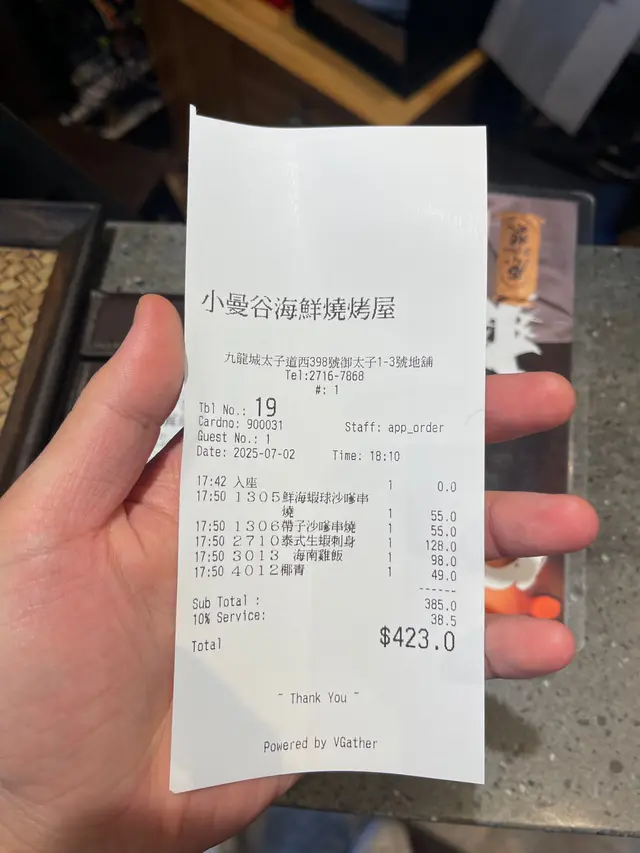 小曼谷海鮮燒烤屋
九龍城太子道西398號御太子1-3號地舖
Tel:2716-7868
#: 1
Tbl No.: 19
Cardno: 900031 Staff: app_order
Guest No.: 1
Date: 2025-07-02 Time: 18:10
17:42 入座 1 0.0
17:50 1305鮮海蝦球沙嗲串
燒 1 55.0
17:50 1306帶子沙嗲串燒 1 55.0
17:50 2710泰式生蝦刺身 1 128.0
17:50 3013 海南雞飯 1 98.0
17:50 4012椰青 1 49.0
------
Sub Total : 385.0
10% Service: 38.5
Total $423.0
~ Thank You ~
Powered by VGather